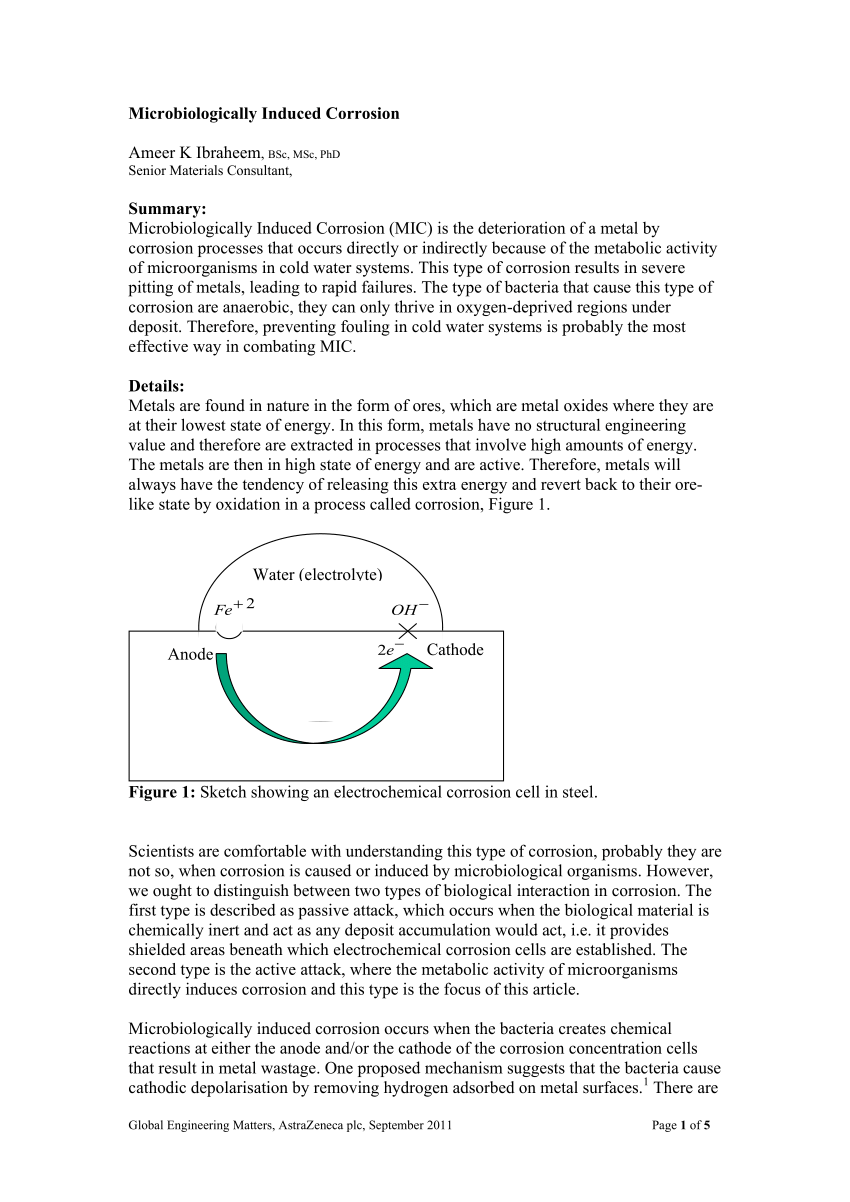 Microbiologically Induced Corrosion
Ameer K Ibraheem, BSc, MSc, PhD
Senior Materials Consultant,
Summary:
Microbiologically Induced Corrosion (MIC) is the deterioration of a metal by
corrosion processes that occurs directly or indirectly because of the metabolic activity
of microorganisms in cold water systems. This type of corrosion results in severe
pitting of metals, leading to rapid failures. The type of bacteria that cause this type of
corrosion are anaerobic, they can only thrive in oxygen-deprived regions under
deposit. Therefore, preventing fouling in cold water systems is probably the most
effective way in combating MIC.
Details:
Metals are found in nature in the form of ores, which are metal oxides where they are
at their lowest state of energy. In this form, metals have no structural engineering
value and therefore are extracted in processes that involve high amounts of energy.
The metals are then in high state of energy and are active. Therefore, metals will
always have the tendency of releasing this extra energy and revert back to their ore-
like state by oxidation in a process called corrosion, Figure 1.
Water (electrolyte)
Fe⁺² OH⁻
Anode 2e⁻ Cathode
Figure 1: Sketch showing an electrochemical corrosion cell in steel.
Scientists are comfortable with understanding this type of corrosion, probably they are
not so, when corrosion is caused or induced by microbiological organisms. However,
we ought to distinguish between two types of biological interaction in corrosion. The
first type is described as passive attack, which occurs when the biological material is
chemically inert and act as any deposit accumulation would act, i.e. it provides
shielded areas beneath which electrochemical corrosion cells are established. The
second type is the active attack, where the metabolic activity of microorganisms
directly induces corrosion and this type is the focus of this article.
Microbiologically induced corrosion occurs when the bacteria creates chemical
reactions at either the anode and/or the cathode of the corrosion concentration cells
that result in metal wastage. One proposed mechanism suggests that the bacteria cause
cathodic depolarisation by removing hydrogen adsorbed on metal surfaces.¹ There are
Global Engineering Matters, AstraZeneca plc, September 2011 Page 1 of 5